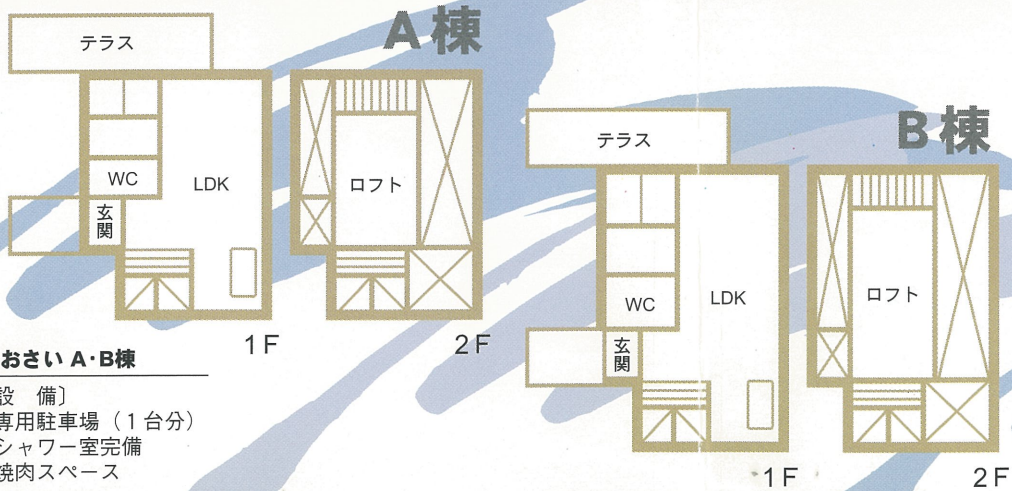 A棟
テラス
WC
LDK
玄関
ロフト
1F
2F
B棟
テラス
WC
LDK
玄関
ロフト
1F
2F
おさい A・B棟
設 備〕
専用駐車場（1台分）
シャワー室完備
焼肉スペース